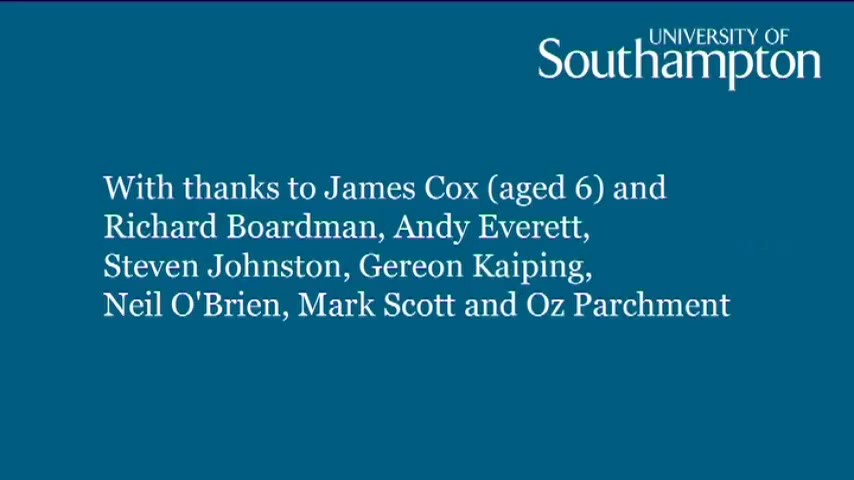 UNIVERSITY OF
Southampton
With thanks to James Cox (aged 6) and
Richard Boardman, Andy Everett,
Steven Johnston, Gereon Kaiping,
Neil O'Brien, Mark Scott and Oz Parchment